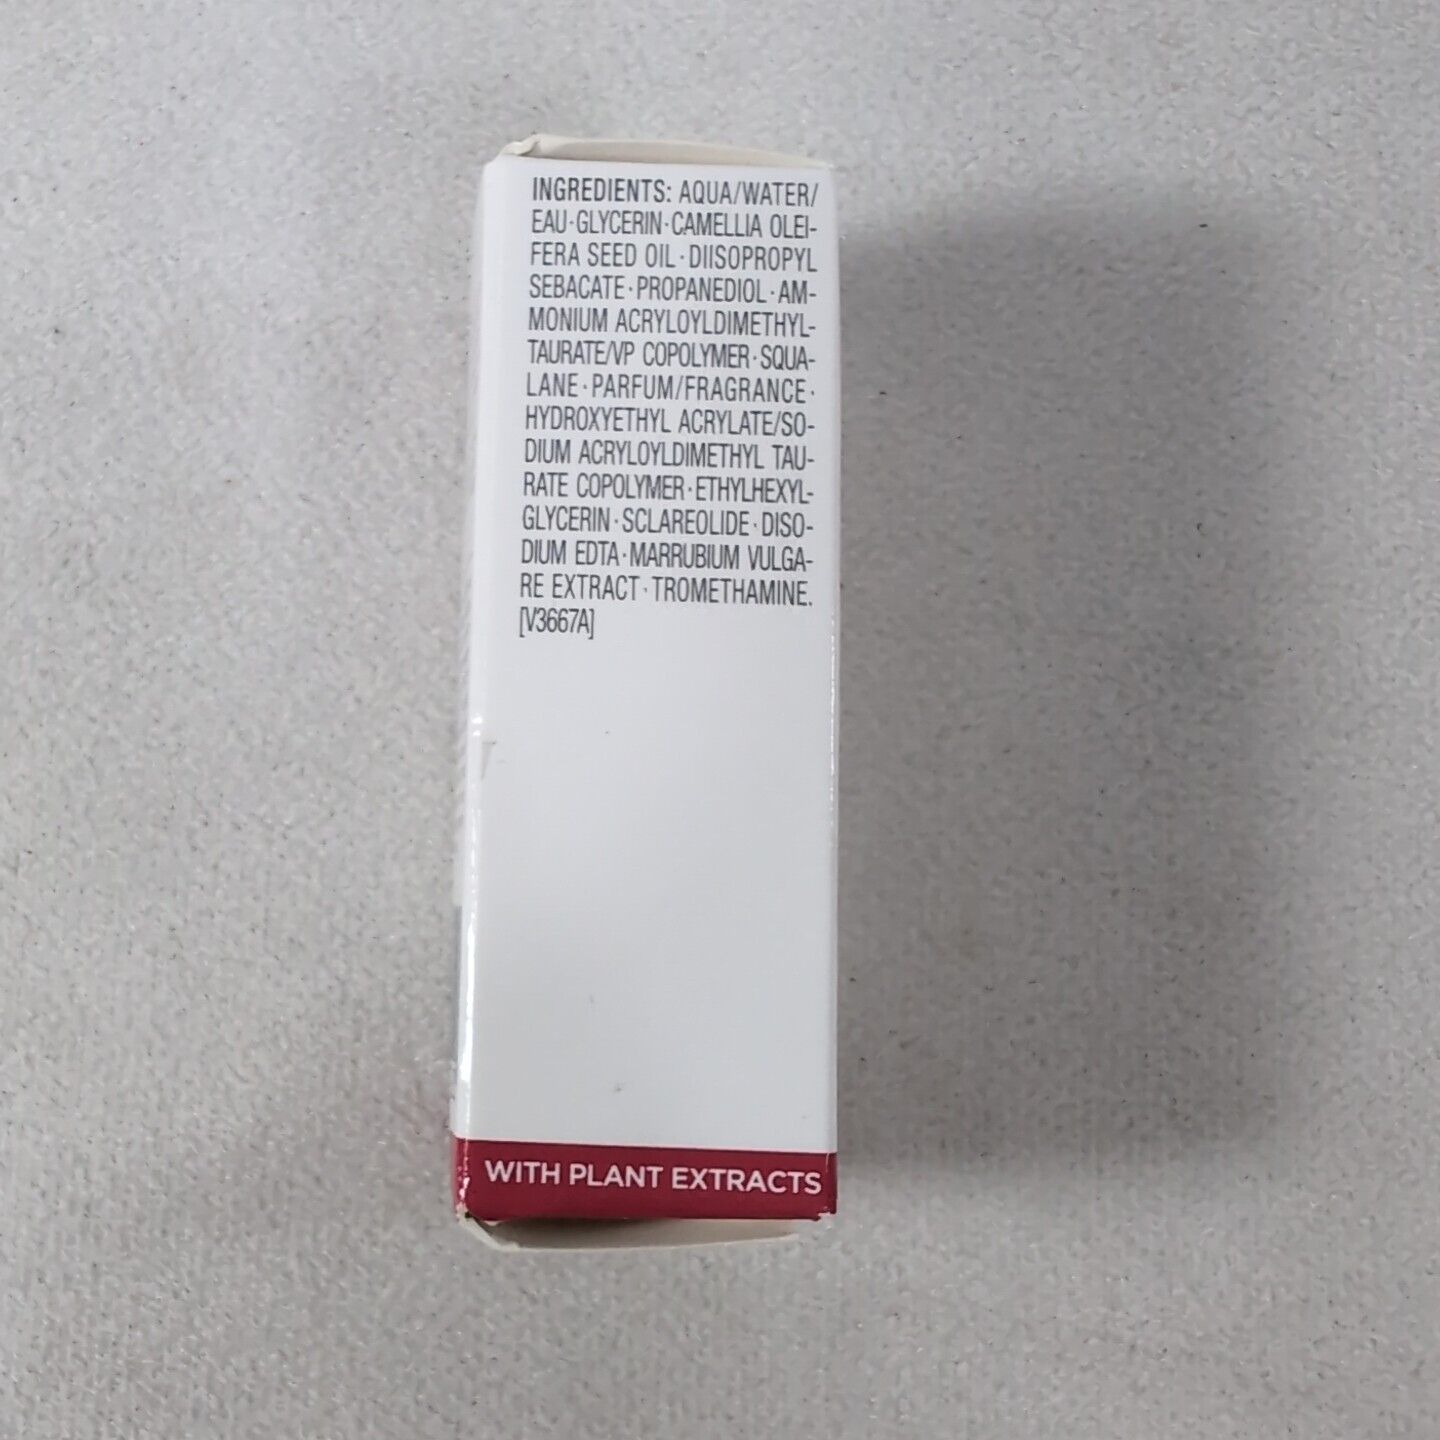 INGREDIENTS: AQUA/WATER/
EAU·GLYCERIN·CAMELLIA OLEI-
FERA SEED OIL·DIISOPROPYL
SEBACATE·PROPANEDIOL·AM-
MONIUM ACRYLOYLDIMETHYL-
TAURATE/VP COPOLYMER·SQUA-
LANE·PARFUM/FRAGRANCE·
HYDROXYETHYL ACRYLATE/SO-
DIUM ACRYLOYLDIMETHYL TAU-
RATE COPOLYMER·ETHYLHEXYL-
GLYCERIN·SCLAREOLIDE·DISO-
DIUM EDTA·MARRUBIUM VULGA-
RE EXTRACT·TROMETHAMINE.
[V3667A]
WITH PLANT EXTRACTS